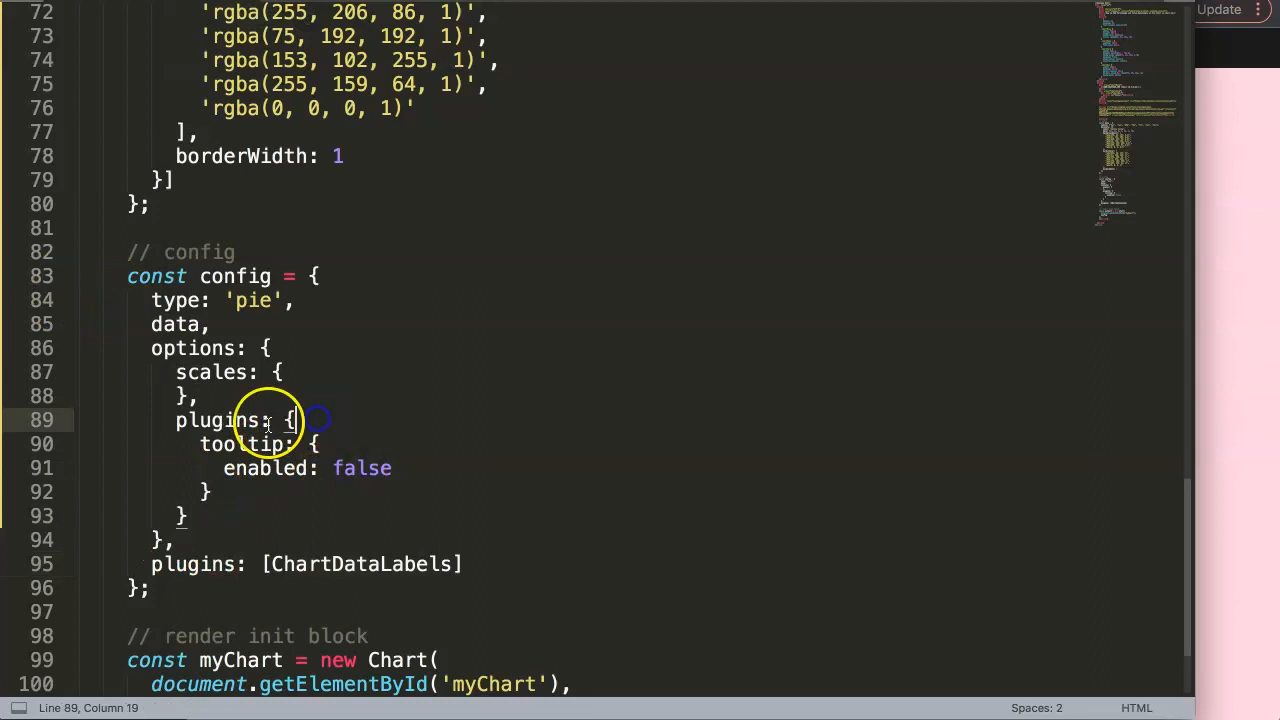 Update
72 'rgba(255, 206, 86, 1)',
73 'rgba(75, 192, 192, 1)',
74 'rgba(153, 102, 255, 1)',
75 'rgba(255, 159, 64, 1)',
76 'rgba(0, 0, 0, 1)'
77 ],
78 borderWidth: 1
79 }]
80 };
81
82 // config
83 const config = {
84 type: 'pie',
85 data,
86 options: {
87 scales: {
88 },
89 plugins: {
90 tooltip: {
91 enabled: false
92 }
93 }
94 },
95 plugins: [ChartDataLabels]
96 };
97
98 // render init block
99 const myChart = new Chart(
100 document.getElementById('myChart'),
Line 89, Column 19 Spaces: 2 HTML